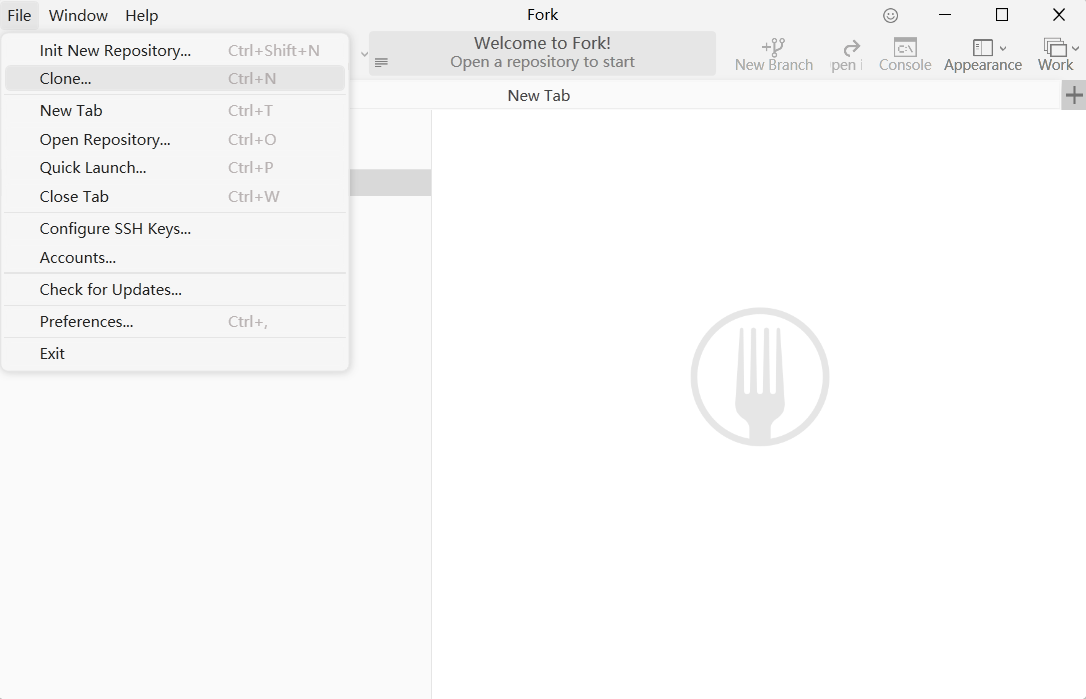 File Window Help Fork
Init New Repository... Ctrl+Shift+N
Clone... Ctrl+N
New Tab Ctrl+T
Open Repository... Ctrl+O
Quick Launch... Ctrl+P
Close Tab Ctrl+W
Configure SSH Keys...
Accounts...
Check for Updates...
Preferences... Ctrl+,
Exit
Welcome to Fork!
Open a repository to start
New Branch
pen i
C:\
Console
Appearance
Work
New Tab